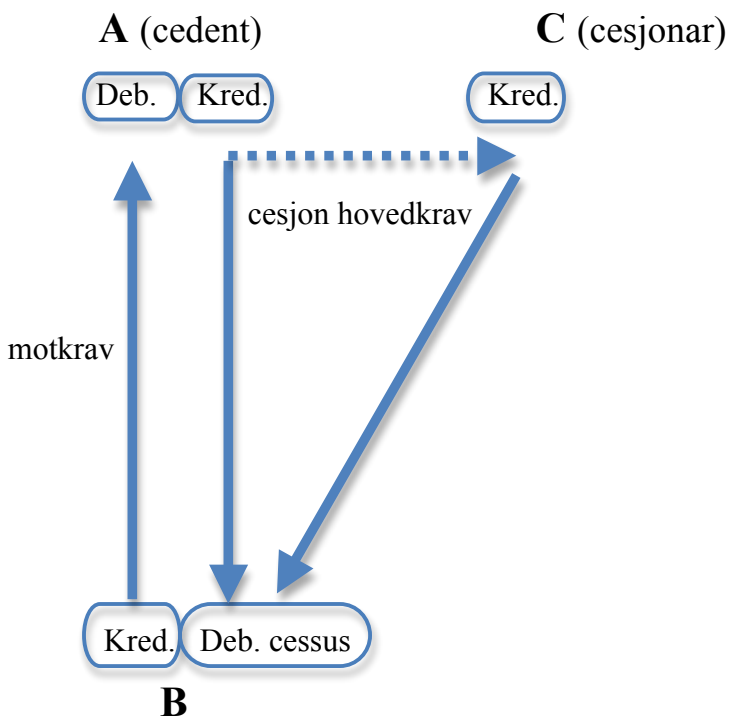 A (cedent)
C (cesjonar)
Deb.
Kred.
Kred.
cesjon hovedkrav
motkrav
Kred.
Deb. cessus
B